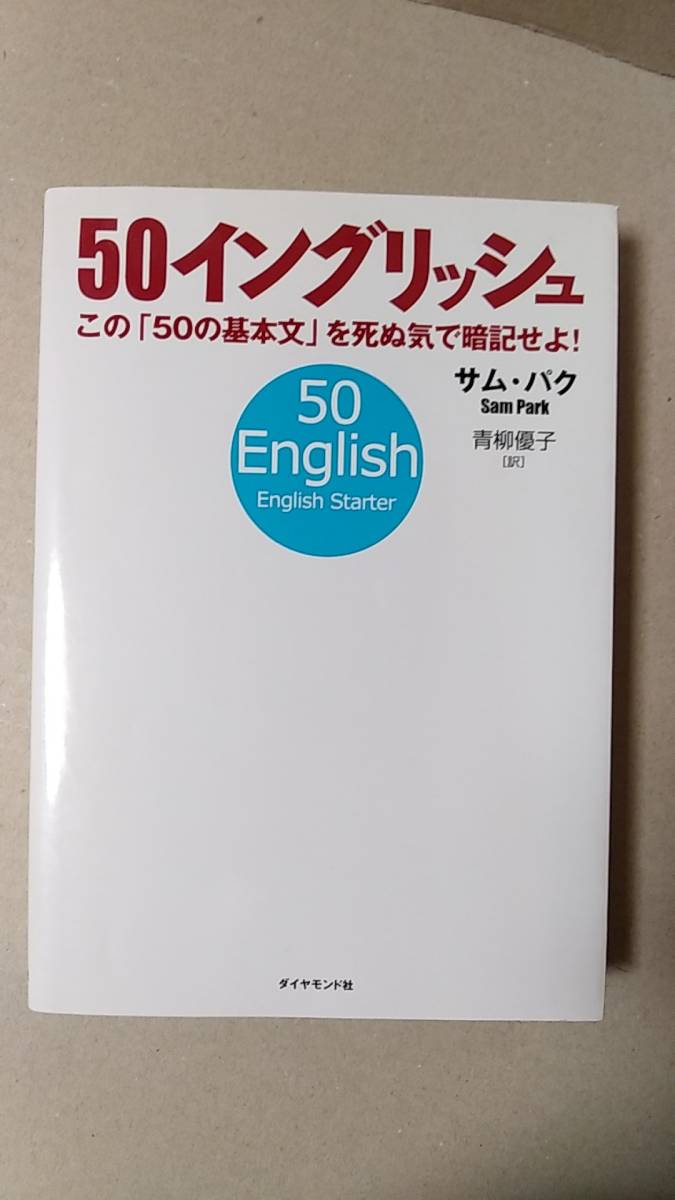 50イングリッシュ
この「50の基本文」を死ぬ気で暗記せよ!
サム・パク
Sam Park
青柳優子
[訳]
50
English
English Starter
ダイヤモンド社